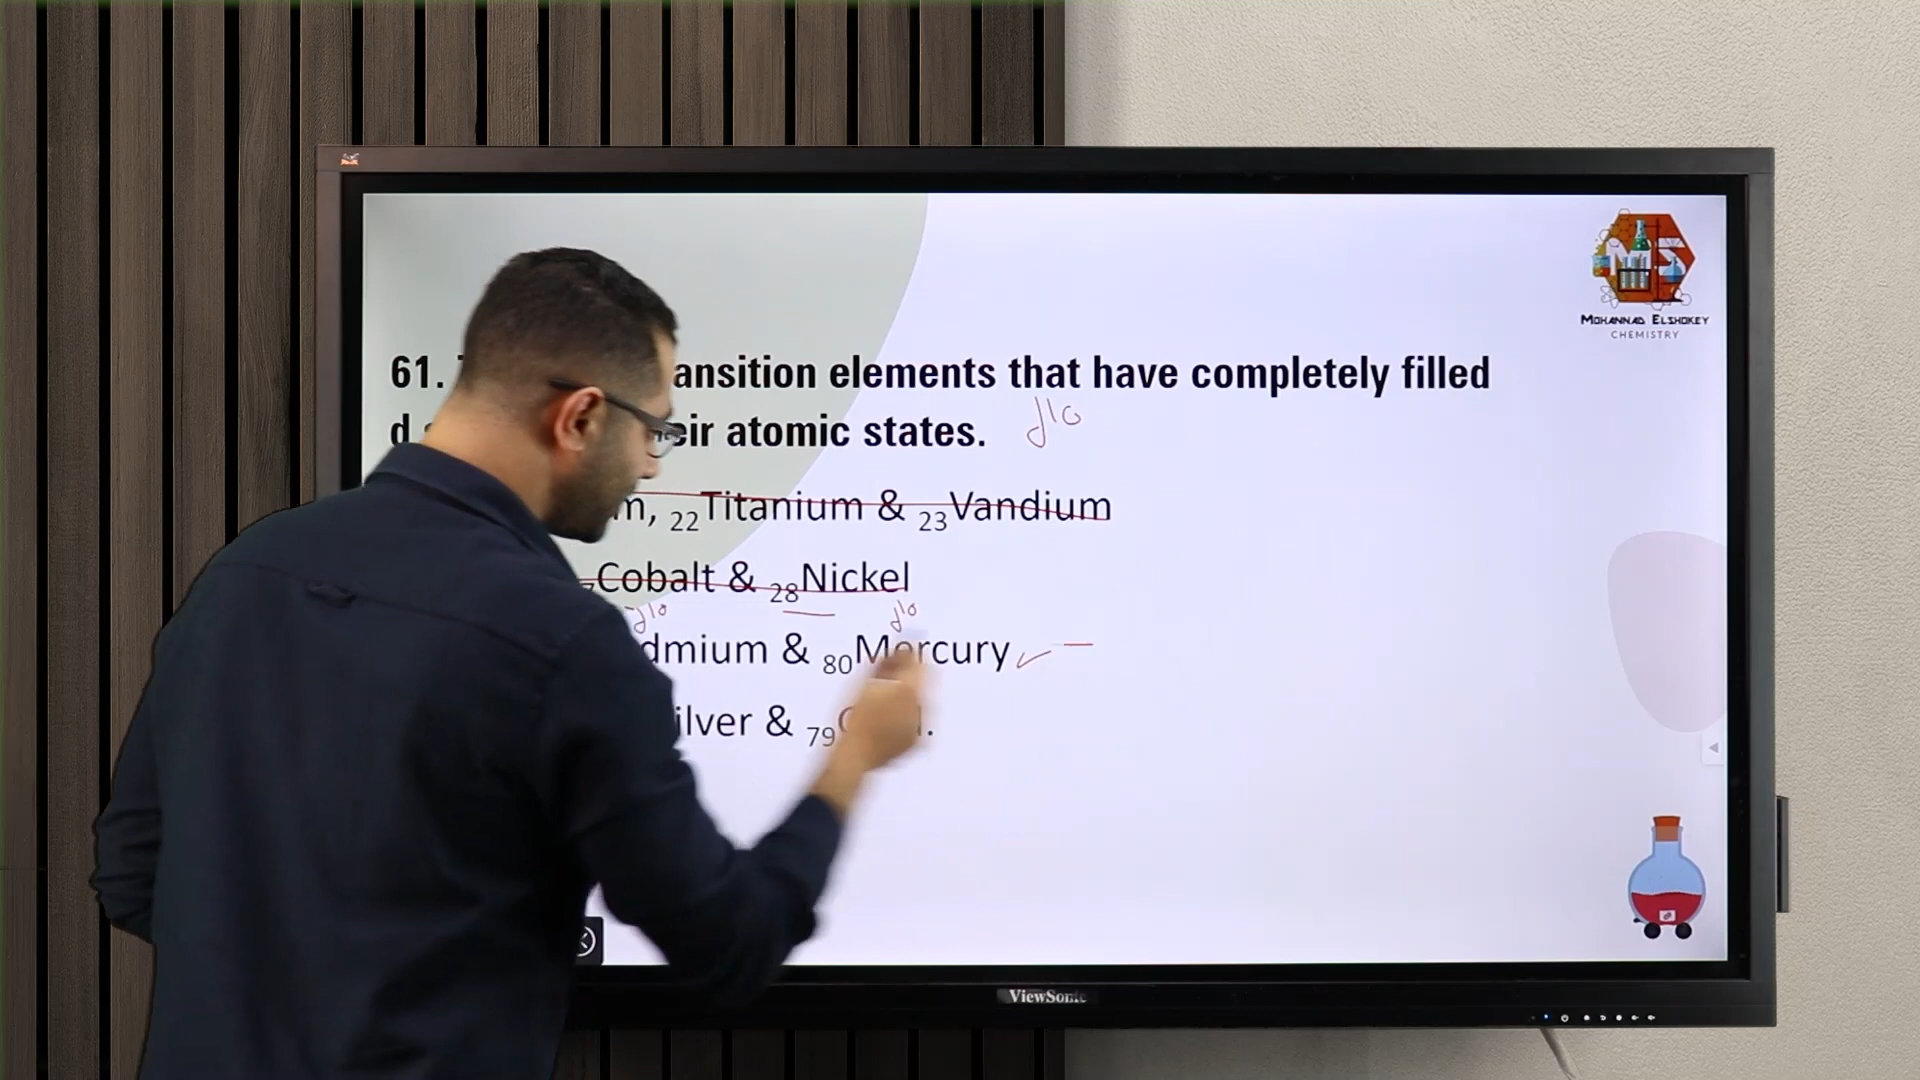 MOHANNAD ELSHOKEY
CHEMISTRY
61. ansition elements that have completely filled
d eir atomic states. d10
m, 22Titanium & 23Vandium
Cobalt & 28Nickel
d10 d10
dmium & 80Mercury
ilver & 79
ViewSonic